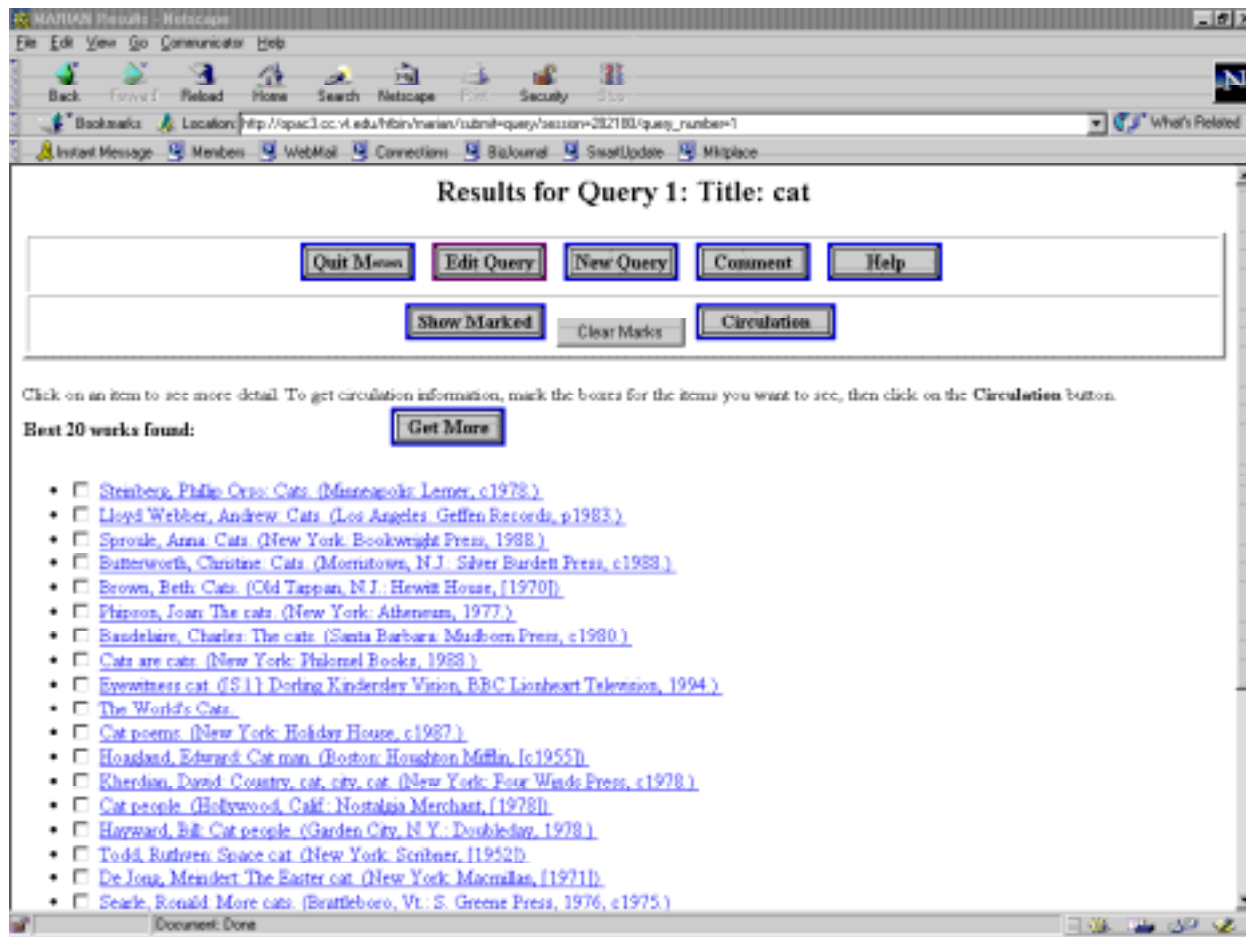 MARIAN Results - Netscape
File Edit View Go Communicator Help
Back Forward Reload Home Search Netscape Print Security Stop
Bookmarks Location: http://opac3.cc.vt.edu/htbin/marian/submit-query/session=282180/query_number=1 What's Related
Instant Message Members WebMail Connections BizJournal SmartUpdate Mktplace
Results for Query 1: Title: cat
Quit Marian Edit Query New Query Comment Help
Show Marked Clear Marks Circulation
Click on an item to see more detail. To get circulation information, mark the boxes for the items you want to see, then click on the Circulation button.
Best 20 works found: Get More
Steinberg, Phillip Orso: Cats. (Minneapolis: Lerner, c1978.)
Lloyd Webber, Andrew: Cats. (Los Angeles: Geffen Records, p1983.)
Sproule, Anna: Cats. (New York: Bookwright Press, 1988.)
Butterworth, Christine: Cats. (Morristown, N.J.: Silver Burdett Press, c1988.)
Brown, Beth: Cats. (Old Tappan, N.J.: Hewitt House, [1970])
Phipson, Joan: The cats. (New York: Atheneum, 1977.)
Baudelaire, Charles: The cats. (Santa Barbara: Mudborn Press, c1980.)
Cats are cats. (New York: Philomel Books, 1988.)
Eyewitness cat. ([S.l.]: Dorling Kindersley Vision, BBC Lionheart Television, 1994.)
The World's Cats.
Cat poems. (New York: Holiday House, c1987.)
Hoagland, Edward: Cat man. (Boston: Houghton Mifflin, [c1955])
Kherdian, David: Country, cat, city, cat. (New York: Four Winds Press, c1978.)
Cat people. (Hollywood, Calif.: Nostalgia Merchant, [1978])
Hayward, Bill: Cat people. (Garden City, N.Y.: Doubleday, 1978.)
Todd, Ruthven: Space cat. (New York: Scribner, [1952])
De Jong, Meindert: The Easter cat. (New York: Macmillan, [1971])
Searle, Ronald: More cats. (Brattleboro, Vt.: S. Greene Press, 1976, c1975.)
Document: Done